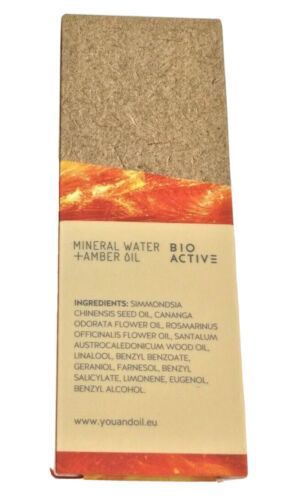 MINERAL WATER
+AMBER OIL
BIO
ACTIVE
INGREDIENTS: SIMMONDSIA
CHINENSIS SEED OIL, CANANGA
ODORATA FLOWER OIL, ROSMARINUS
OFFICINALIS FLOWER OIL, SANTALUM
AUSTROCALEDONICUM WOOD OIL,
LINALOOL, BENZYL BENZOATE,
GERANIOL, FARNESOL, BENZYL
SALICYLATE, LIMONENE, EUGENOL,
BENZYL ALCOHOL.
www.youandoil.eu